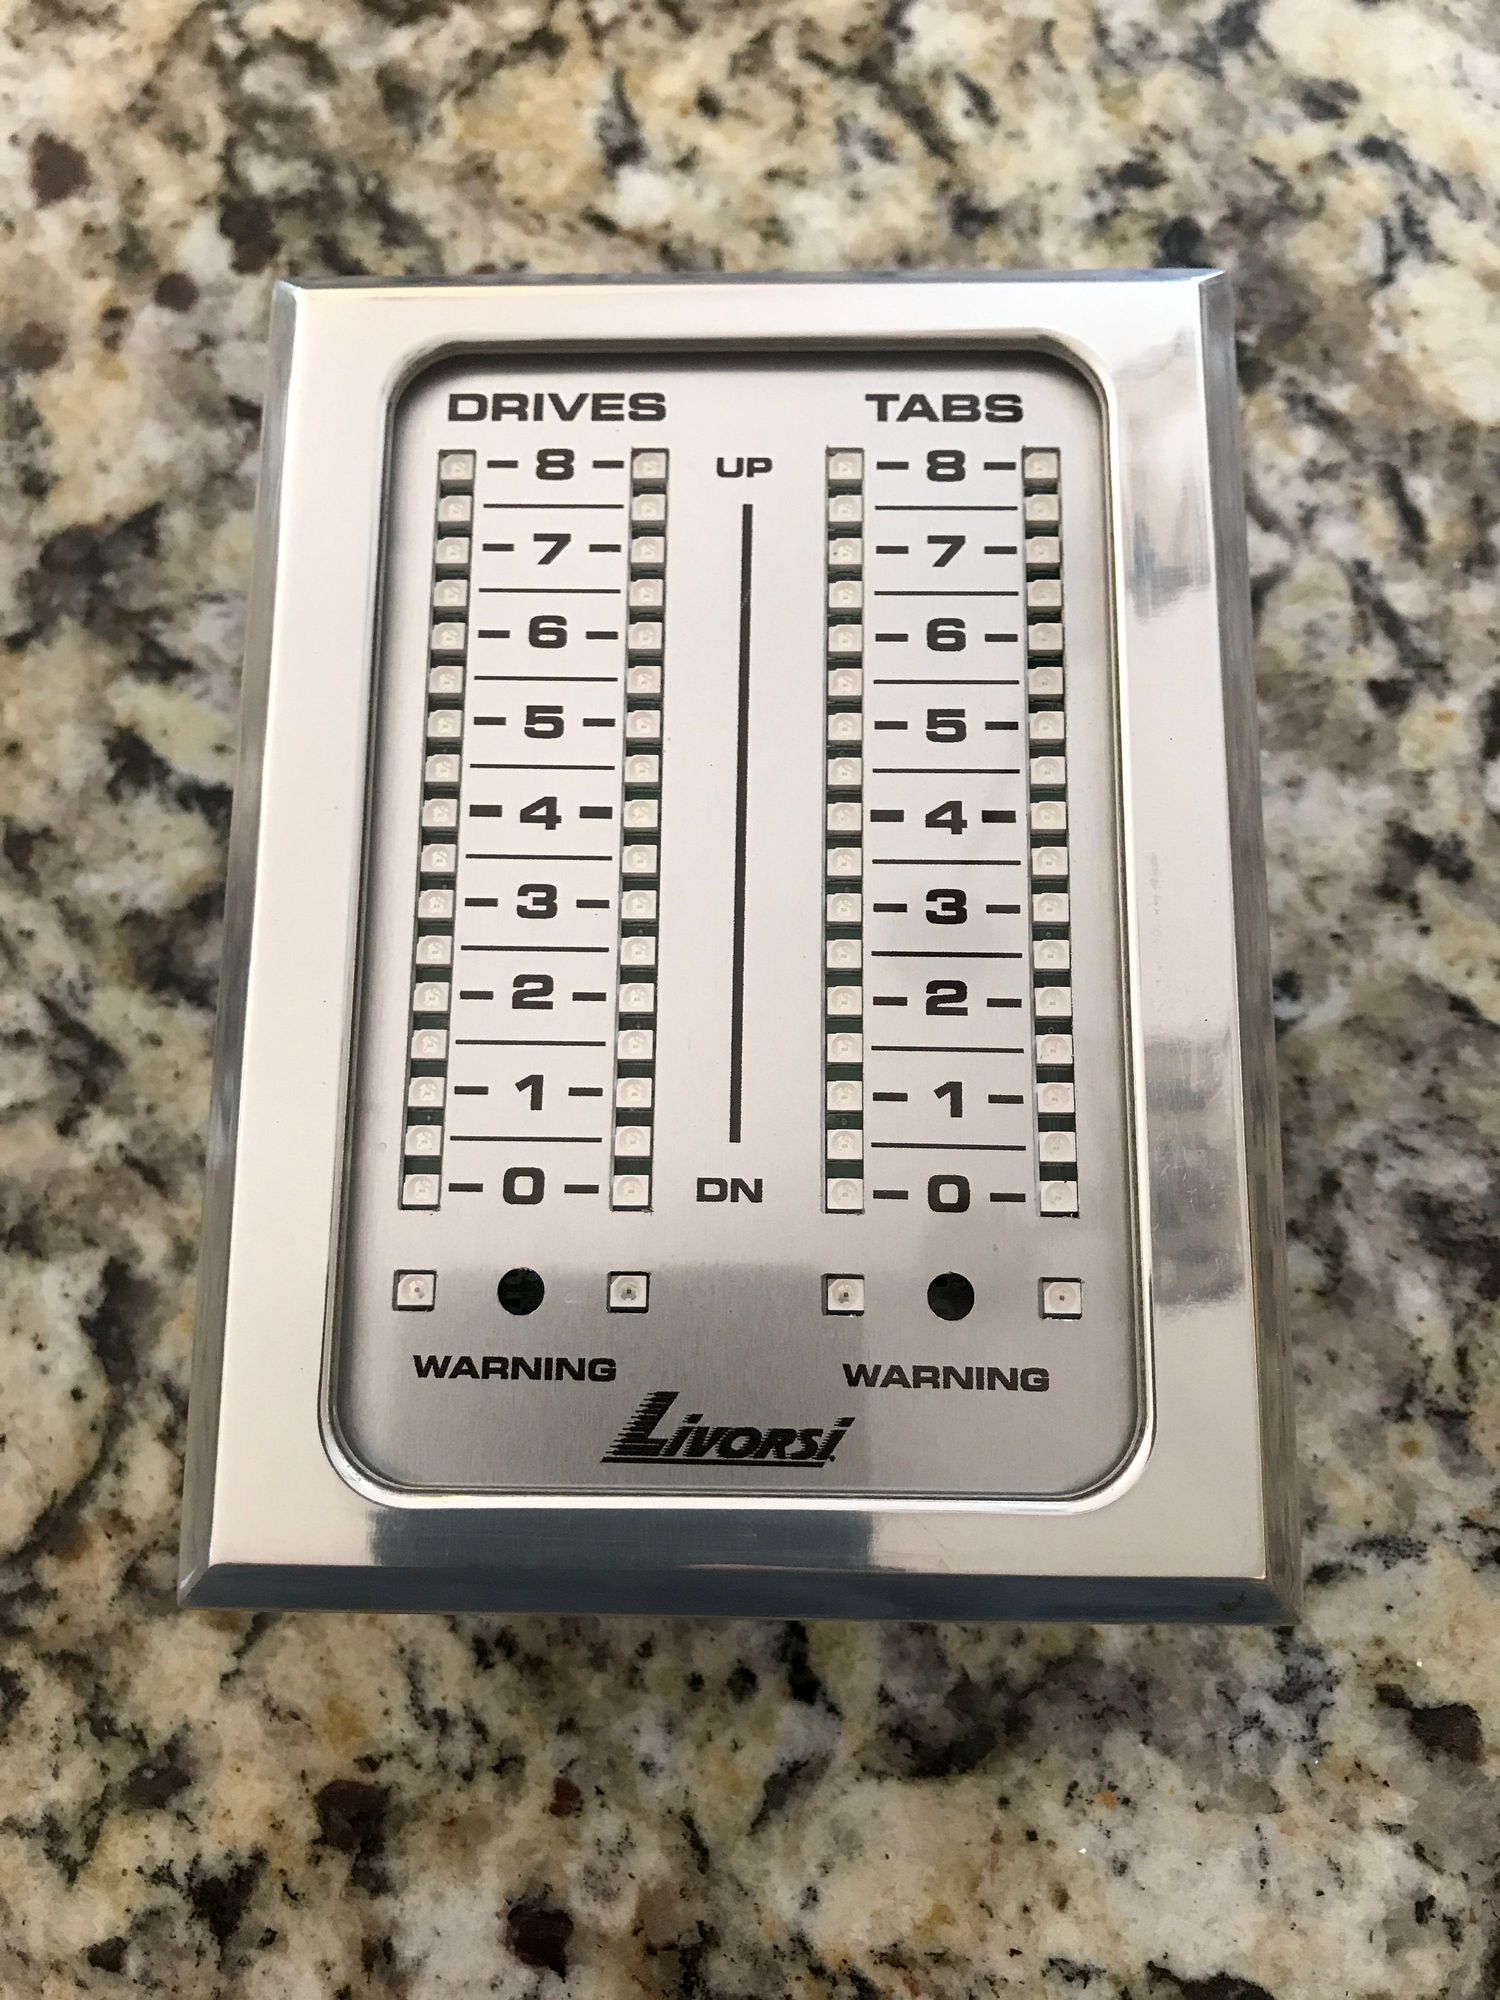 DRIVES TABS
8 UP 8
7 7
6 6
5 5
4 4
3 3
2 2
1 1
0 DN 0
WARNING WARNING
LIVORSI